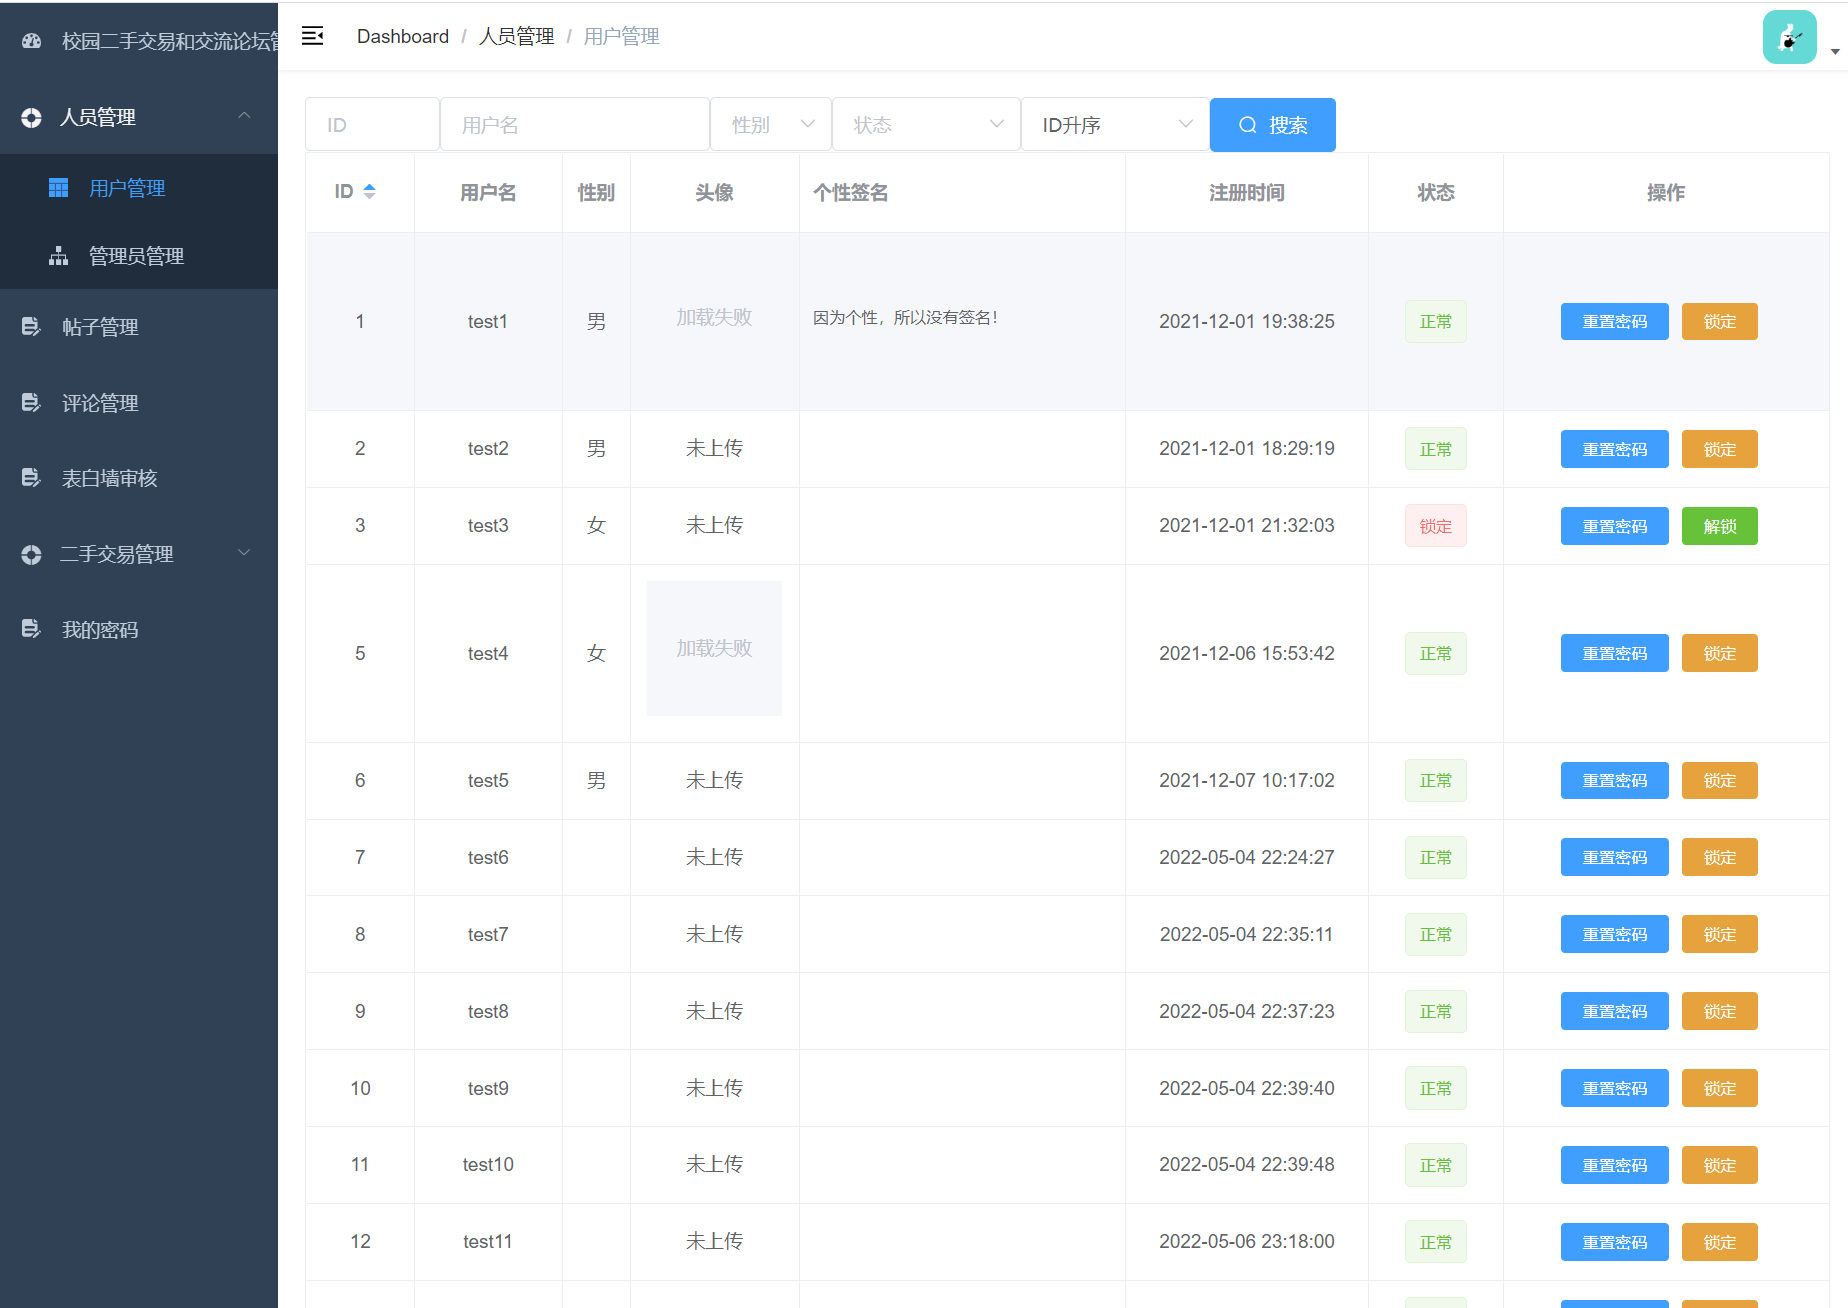 校园二手交易和交流论坛
人员管理
用户管理
管理员管理
帖子管理
评论管理
表白墙审核
二手交易管理
我的密码
Dashboard / 人员管理 / 用户管理
ID 用户名 性别 状态 ID升序 搜索
ID 用户名 性别 头像 个性签名 注册时间 状态 操作
1 test1 男 加载失败 因为个性，所以没有签名！ 2021-12-01 19:38:25 正常 重置密码 锁定
2 test2 男 未上传 2021-12-01 18:29:19 正常 重置密码 锁定
3 test3 女 未上传 2021-12-01 21:32:03 锁定 重置密码 解锁
5 test4 女 加载失败 2021-12-06 15:53:42 正常 重置密码 锁定
6 test5 男 未上传 2021-12-07 10:17:02 正常 重置密码 锁定
7 test6 未上传 2022-05-04 22:24:27 正常 重置密码 锁定
8 test7 未上传 2022-05-04 22:35:11 正常 重置密码 锁定
9 test8 未上传 2022-05-04 22:37:23 正常 重置密码 锁定
10 test9 未上传 2022-05-04 22:39:40 正常 重置密码 锁定
11 test10 未上传 2022-05-04 22:39:48 正常 重置密码 锁定
12 test11 未上传 2022-05-06 23:18:00 正常 重置密码 锁定